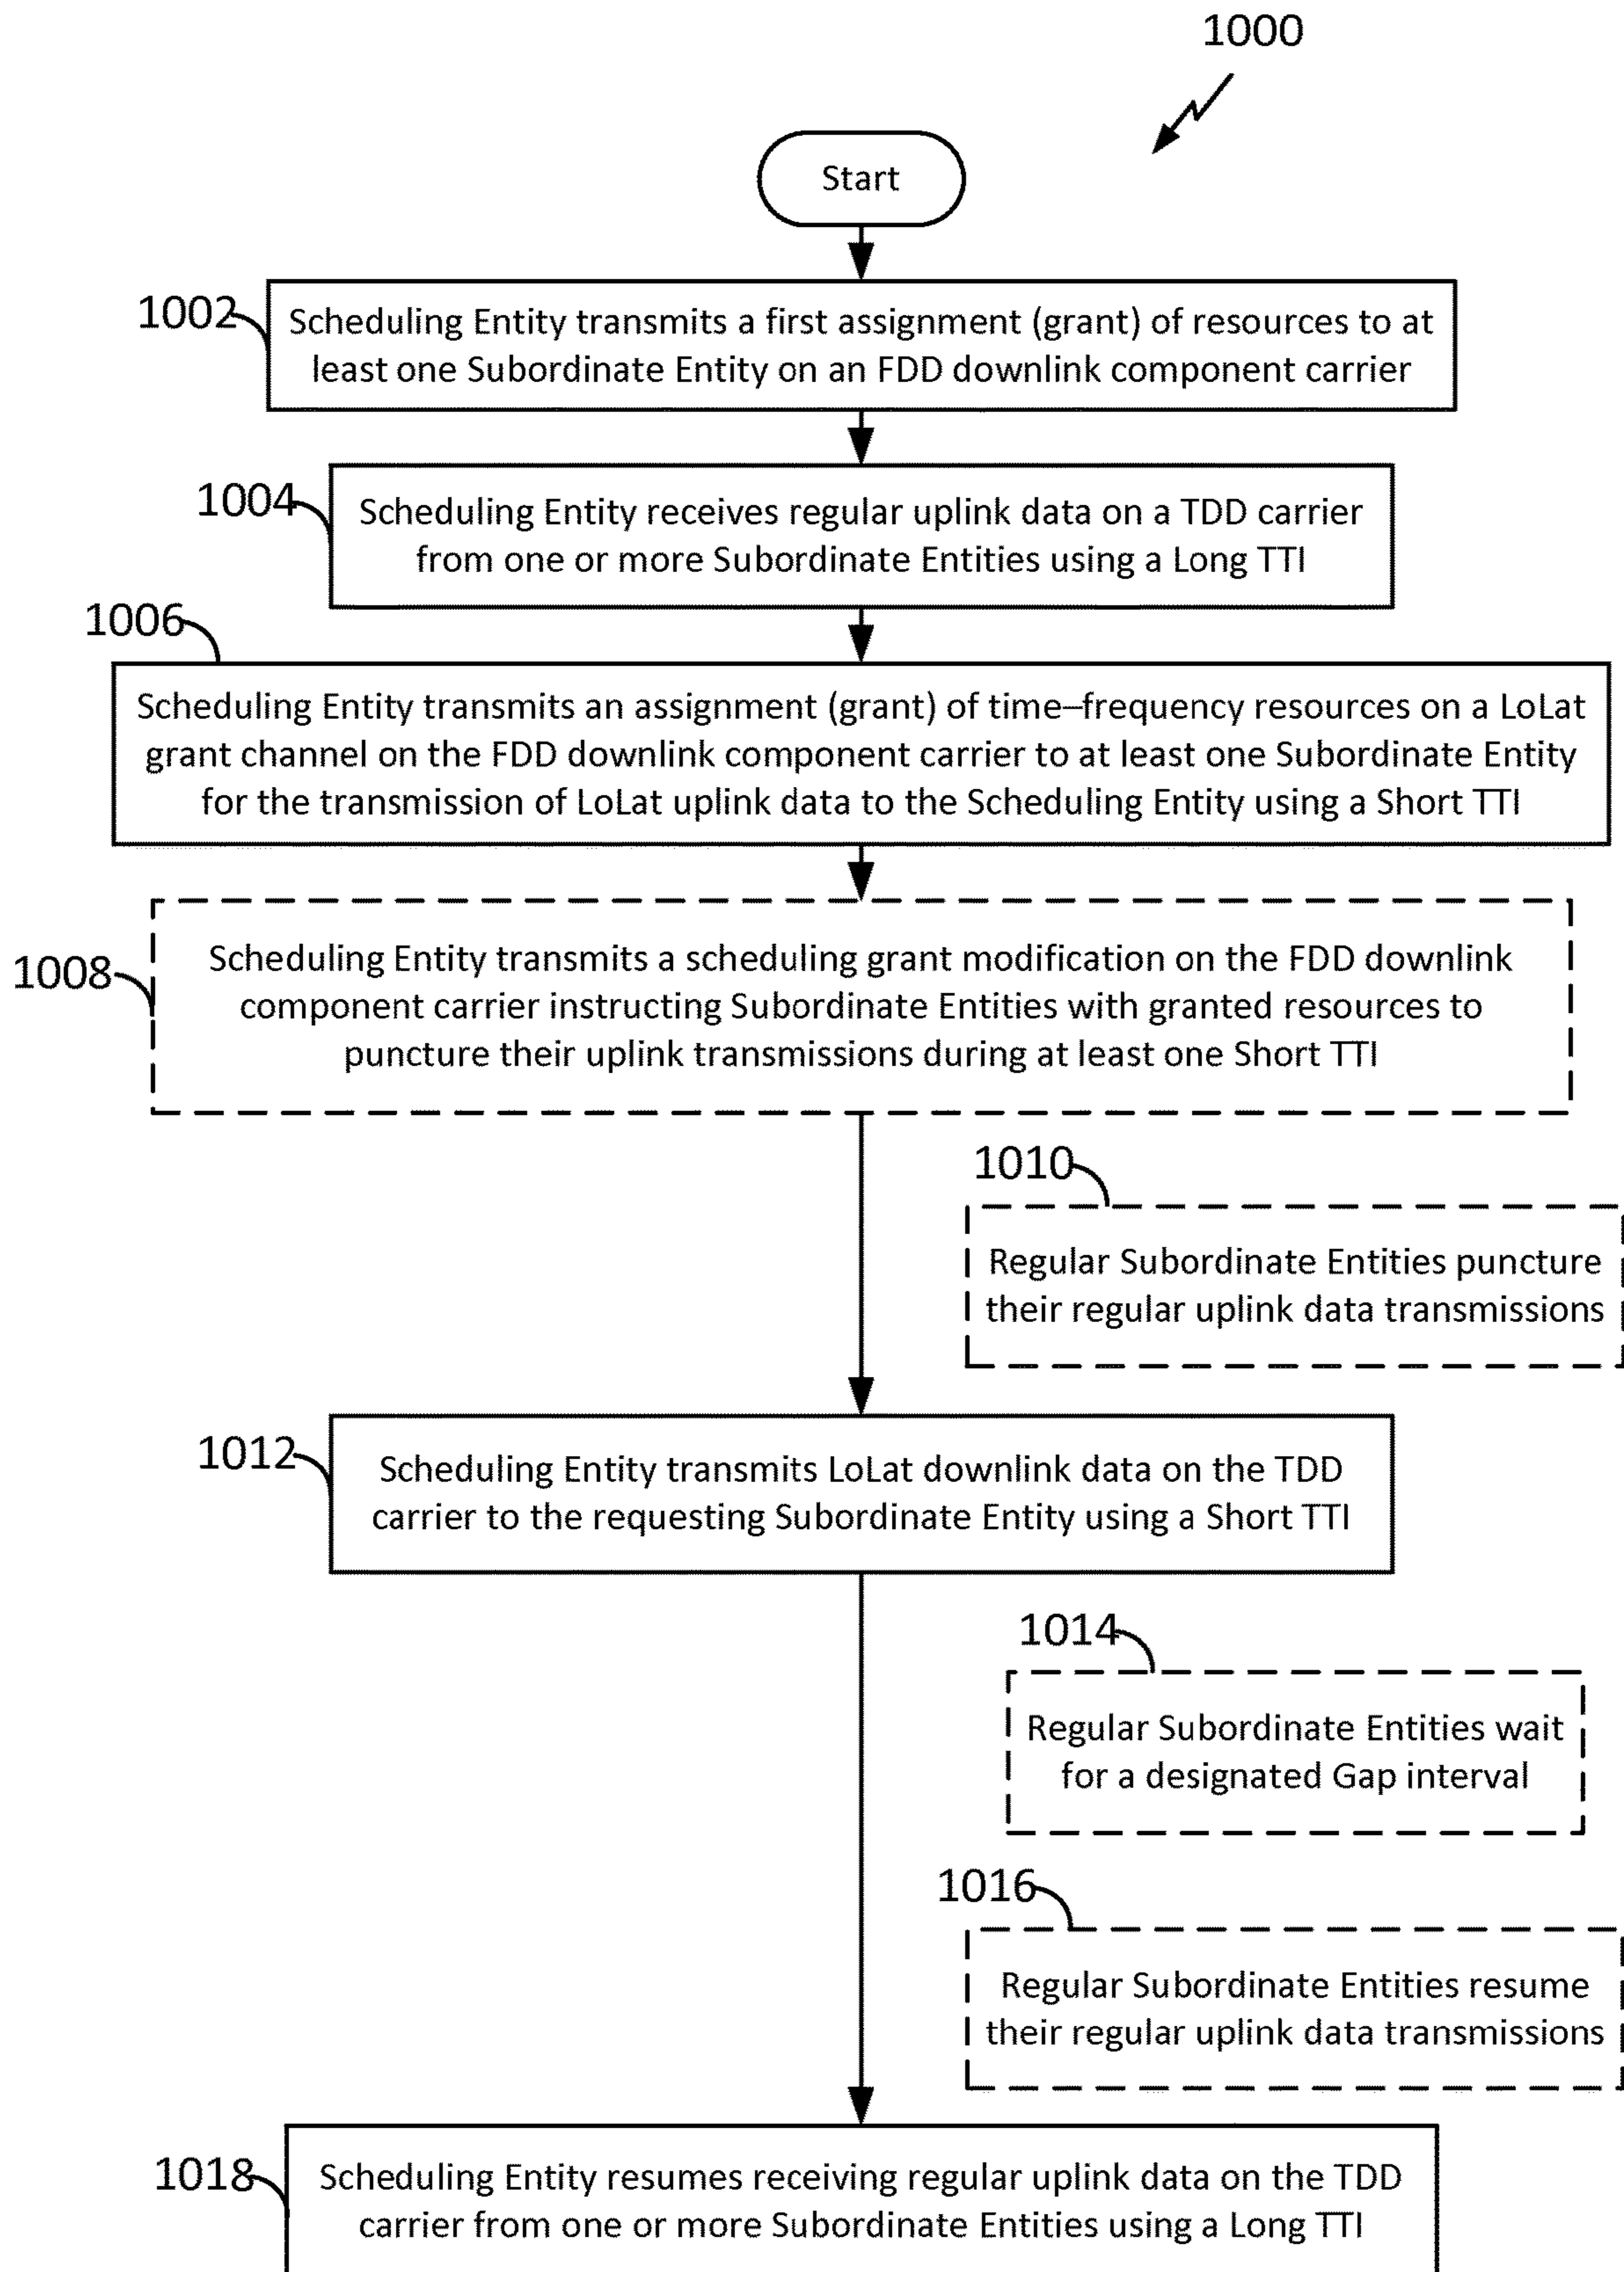 1000
Start
1002
Scheduling Entity transmits a first assignment (grant) of resources to at
least one Subordinate Entity on an FDD downlink component carrier
1004
Scheduling Entity receives regular uplink data on a TDD carrier
from one or more Subordinate Entities using a Long TTI
1006
Scheduling Entity transmits an assignment (grant) of time–frequency resources on a LoLat
grant channel on the FDD downlink component carrier to at least one Subordinate Entity
for the transmission of LoLat uplink data to the Scheduling Entity using a Short TTI
1008
Scheduling Entity transmits a scheduling grant modification on the FDD downlink
component carrier instructing Subordinate Entities with granted resources to
puncture their uplink transmissions during at least one Short TTI
1010
Regular Subordinate Entities puncture
their regular uplink data transmissions
1012
Scheduling Entity transmits LoLat downlink data on the TDD
carrier to the requesting Subordinate Entity using a Short TTI
1014
Regular Subordinate Entities wait
for a designated Gap interval
1016
Regular Subordinate Entities resume
their regular uplink data transmissions
1018
Scheduling Entity resumes receiving regular uplink data on the TDD
carrier from one or more Subordinate Entities using a Long TTI